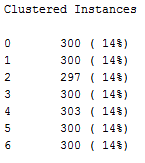 Clustered Instances
0 300 ( 14%)
1 300 ( 14%)
2 297 ( 14%)
3 300 ( 14%)
4 303 ( 14%)
5 300 ( 14%)
6 300 ( 14%)